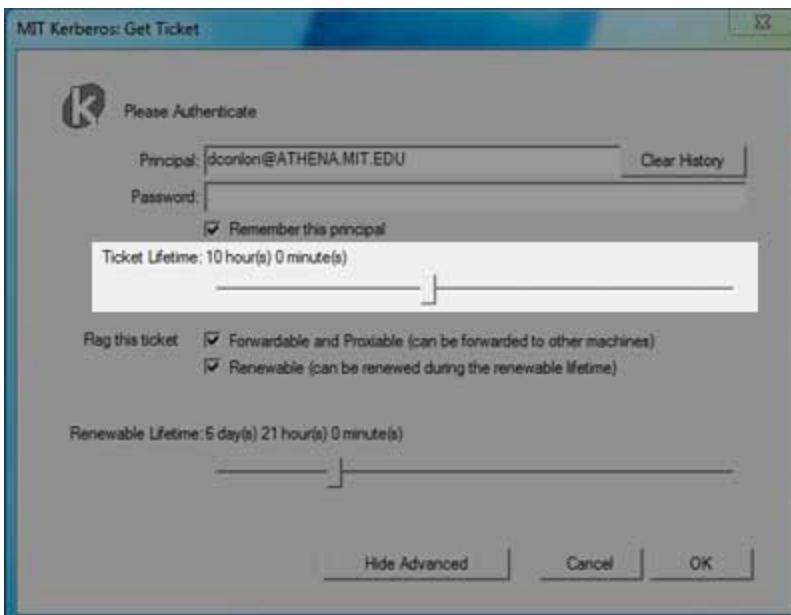 MIT Kerberos: Get Ticket
Please Authenticate
Principal: dconlon@ATHENA.MIT.EDU Clear History
Password:
Remember this principal
Ticket Lifetime: 10 hour(s) 0 minute(s)
Flag this ticket Forwardable and Proxiable (can be forwarded to other machines)
Renewable (can be renewed during the renewable lifetime)
Renewable Lifetime: 6 day(s) 21 hour(s) 0 minute(s)
Hide Advanced Cancel OK